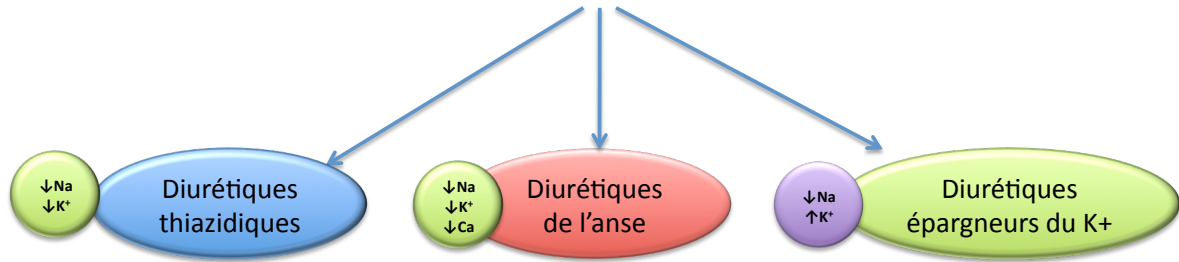 ↓Na
↓K⁺
Diurétiques
thiazidiques
↓Na
↓K⁺
↓Ca
Diurétiques
de l’anse
↓Na
↑K⁺
Diurétiques
épargneurs du K+